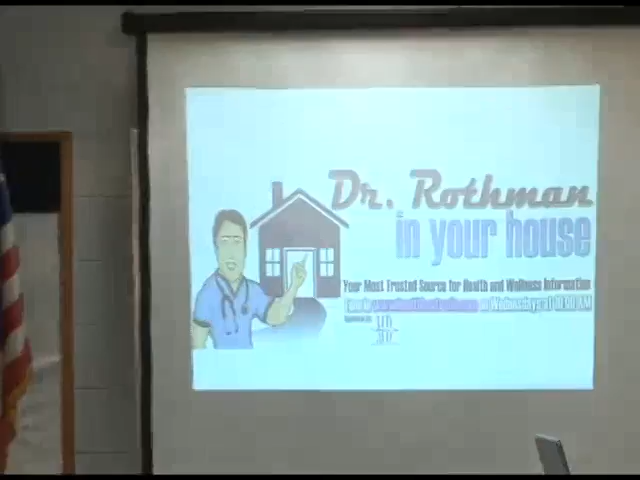 Dr. Rothman
in your house
Your Most Trusted Source for Health and Wellness Information
on Wednesdays at 10:00 AM